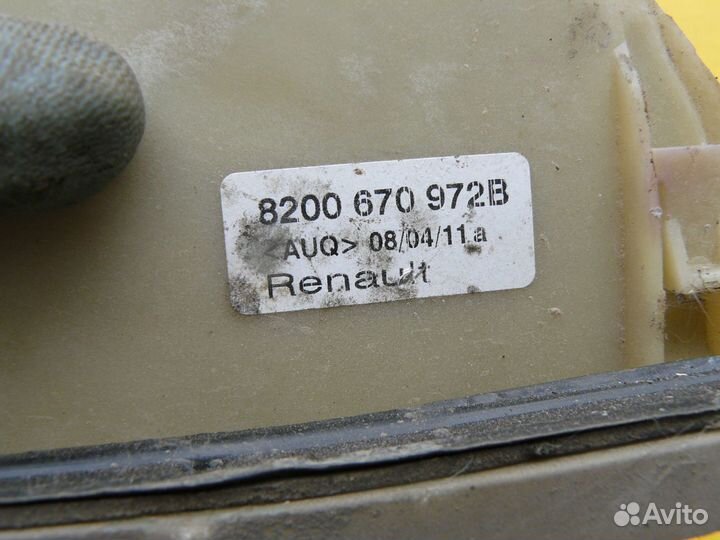 8200 670 972B
<AUQ> 08/04/11 a
Renault
Avito